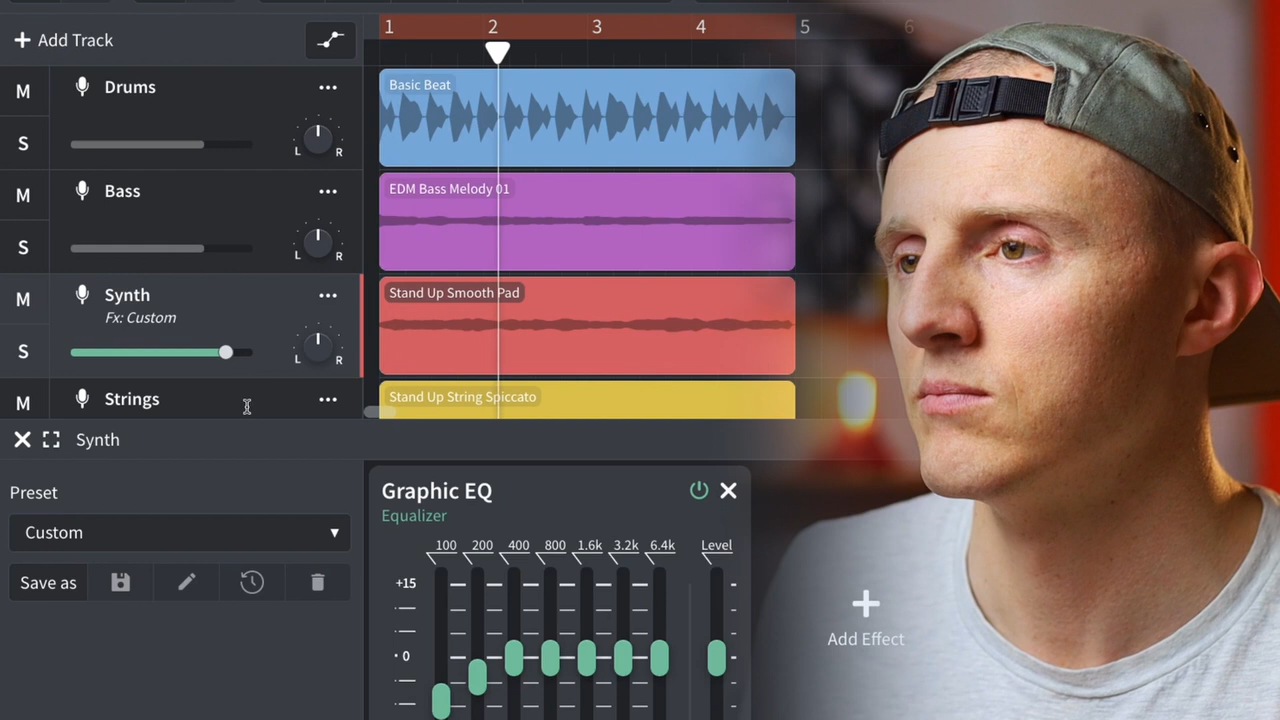 Add Track
1 2 3 4 5 6
M
Drums
S
L R
Basic Beat
M
Bass
S
L R
EDM Bass Melody 01
M
Synth
Fx: Custom
S
L R
Stand Up Smooth Pad
M
Strings
Stand Up String Spiccato
Synth
Preset
Custom
Save as
Graphic EQ
Equalizer
100 200 400 800 1.6k 3.2k 6.4k Level
+15
0
Add Effect